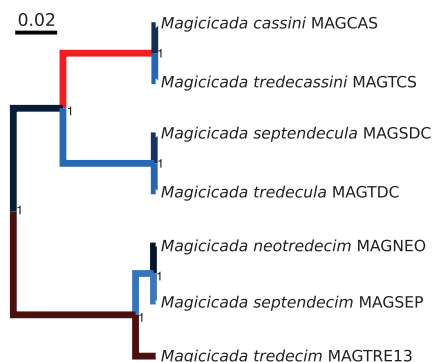 0.02
Magicicada cassini MAGCAS
1
Magicicada tredecassini MAGTCS
1
Magicicada septendecula MAGSDC
1
Magicicada tredecula MAGTDC
1
Magicicada neotredecim MAGNEO
1
Magicicada septendecim MAGSEP
1
Magicicada tredecim MAGTRE13